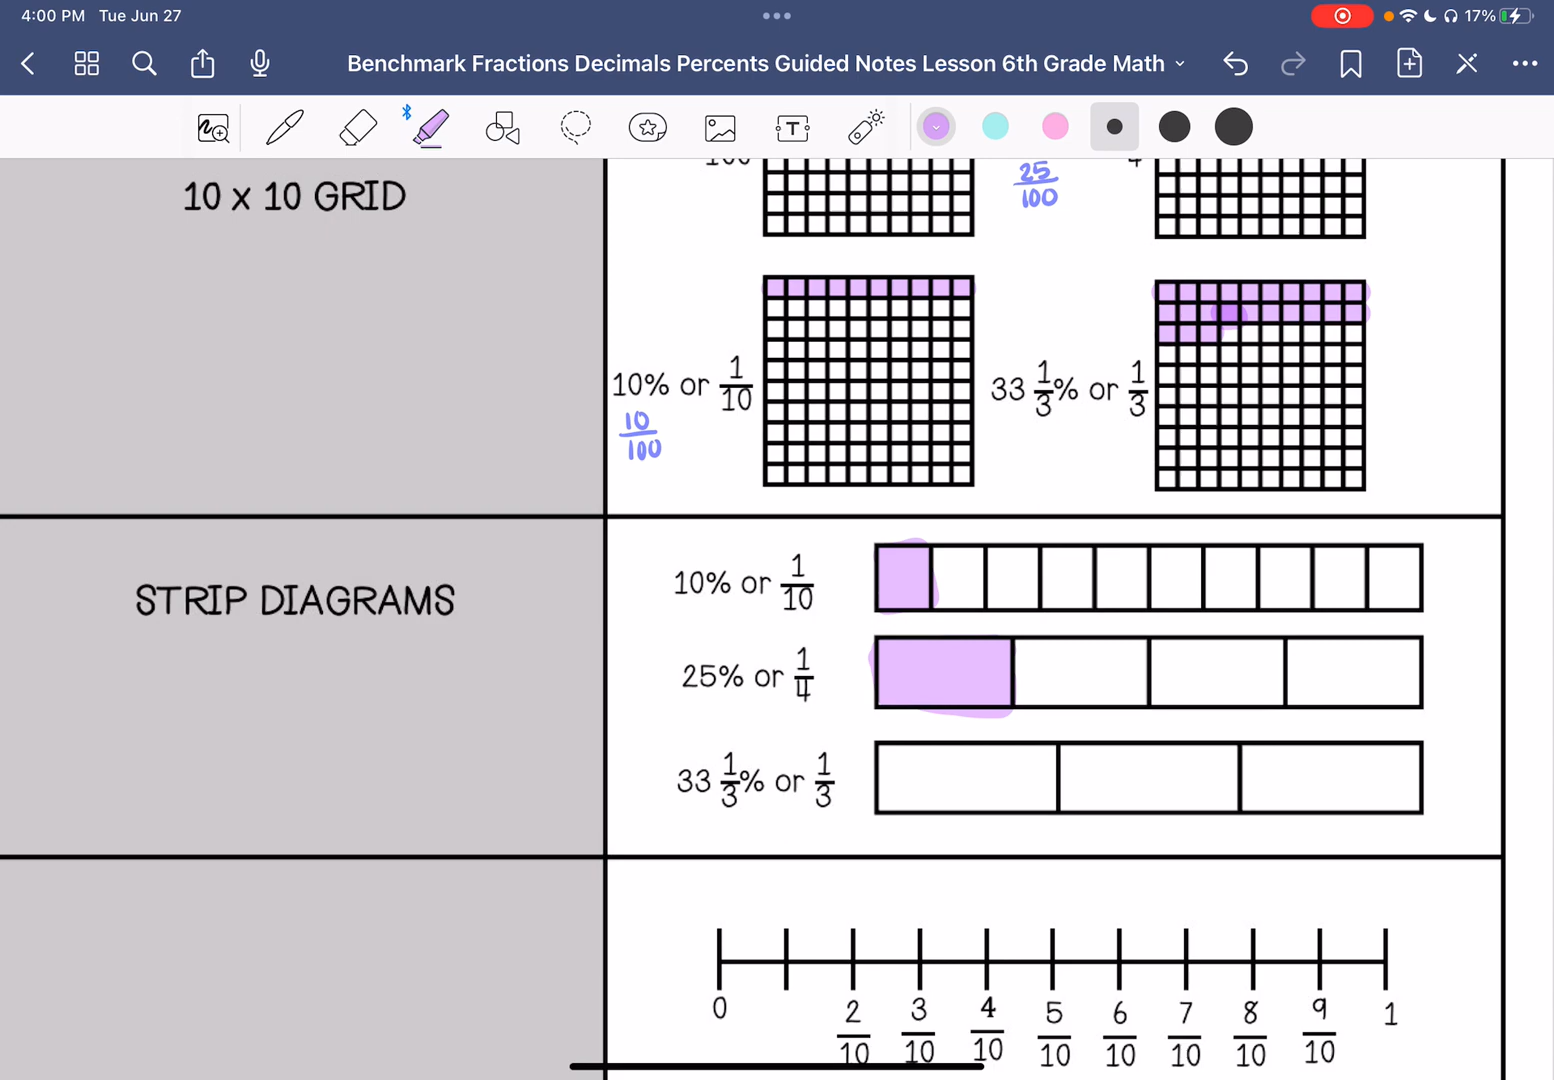 4:00 PM Tue Jun 27
17%
Benchmark Fractions Decimals Percents Guided Notes Lesson 6th Grade Math
T
100
25/100
4
10 x 10 GRID
10% or 1/10
10/100
33 1/3% or 1/3
STRIP DIAGRAMS
10% or 1/10
25% or 1/4
33 1/3% or 1/3
0 2/10 3/10 4/10 5/10 6/10 7/10 8/10 9/10 1